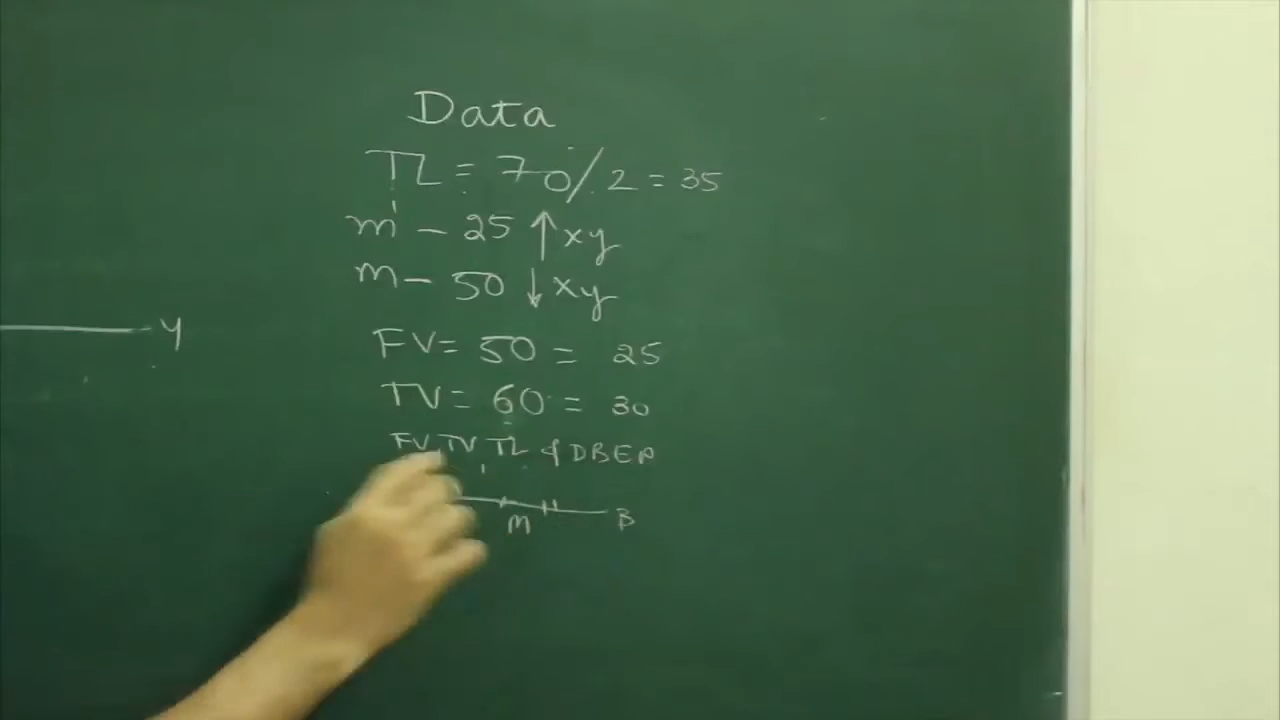 Data
TL = 70/2 = 35
m' - 25 ↑ xy
m - 50 ↓ xy
y
FV = 50 = 25
TV = 60 = 30
FV, TV TL & DBEP
m B